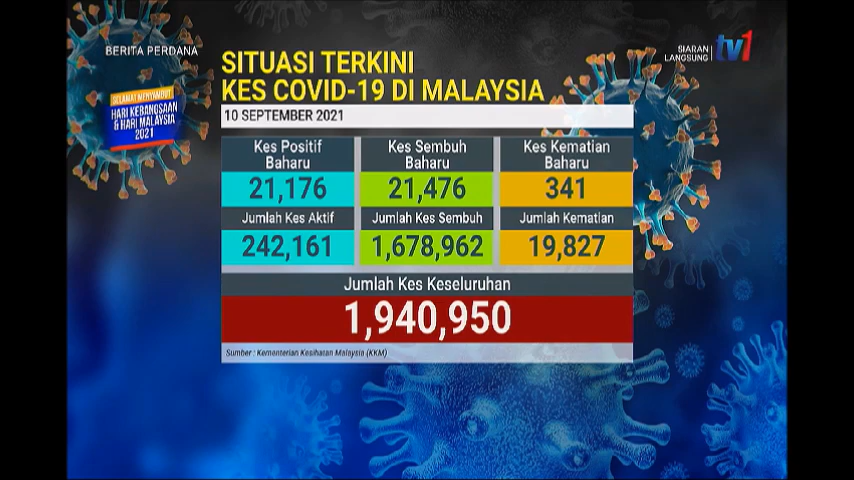 BERITA PERDANA
SIARAN
LANGSUNG
tv1
SELAMAT MENYAMBUT
HARI KEBANGSAAN
& HARI MALAYSIA
2021
SITUASI TERKINI
KES COVID-19 DI MALAYSIA
10 SEPTEMBER 2021
Kes Positif
Baharu
21,176
Kes Sembuh
Baharu
21,476
Kes Kematian
Baharu
341
Jumlah Kes Aktif
242,161
Jumlah Kes Sembuh
1,678,962
Jumlah Kematian
19,827
Jumlah Kes Keseluruhan
1,940,950
Sumber : Kementerian Kesihatan Malaysia (KKM)